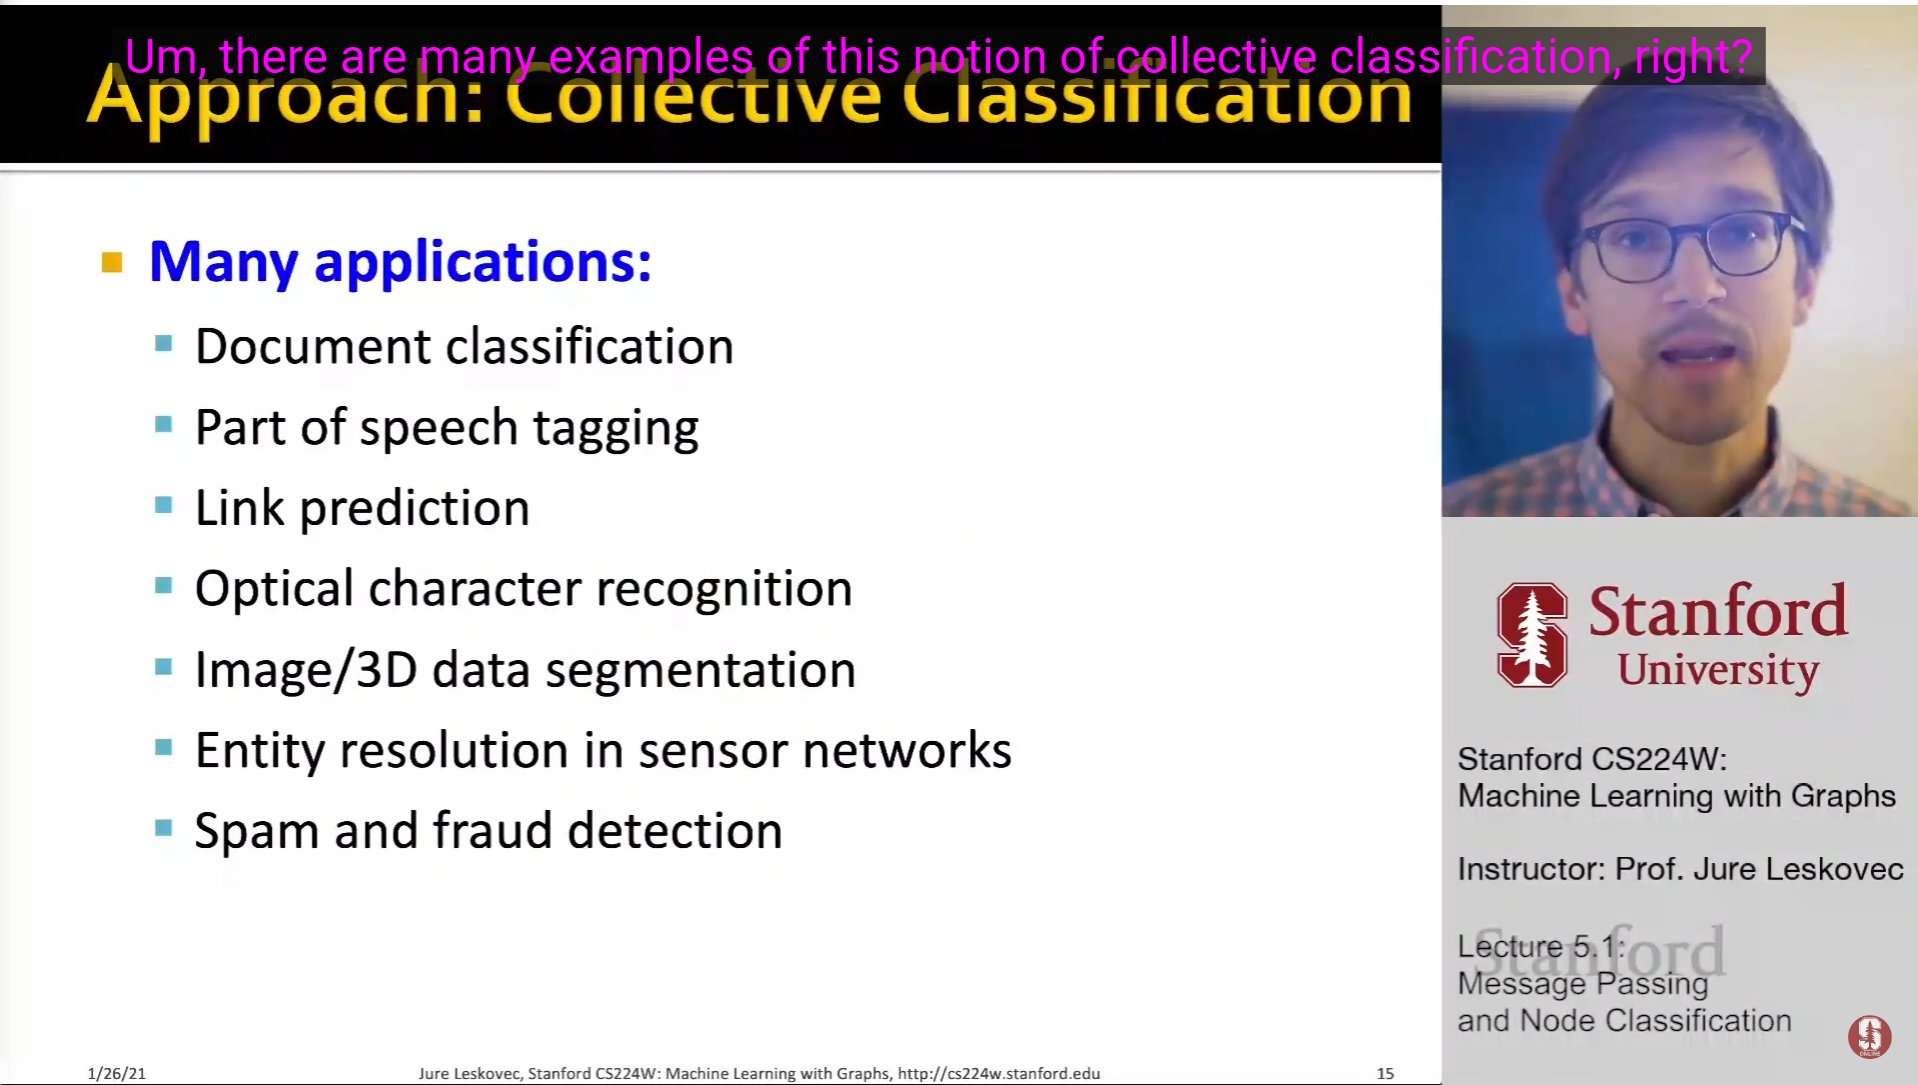 Um, there are many examples of this notion of collective classification, right?
Approach: Collective Classification
Many applications:
Document classification
Part of speech tagging
Link prediction
Optical character recognition
Image/3D data segmentation
Entity resolution in sensor networks
Spam and fraud detection
1/26/21
Jure Leskovec, Stanford CS224W: Machine Learning with Graphs, http://cs224w.stanford.edu
15
Stanford
University
Stanford CS224W:
Machine Learning with Graphs
Instructor: Prof. Jure Leskovec
Stanford
Lecture 5.1:
Message Passing
and Node Classification
S
ONLINE